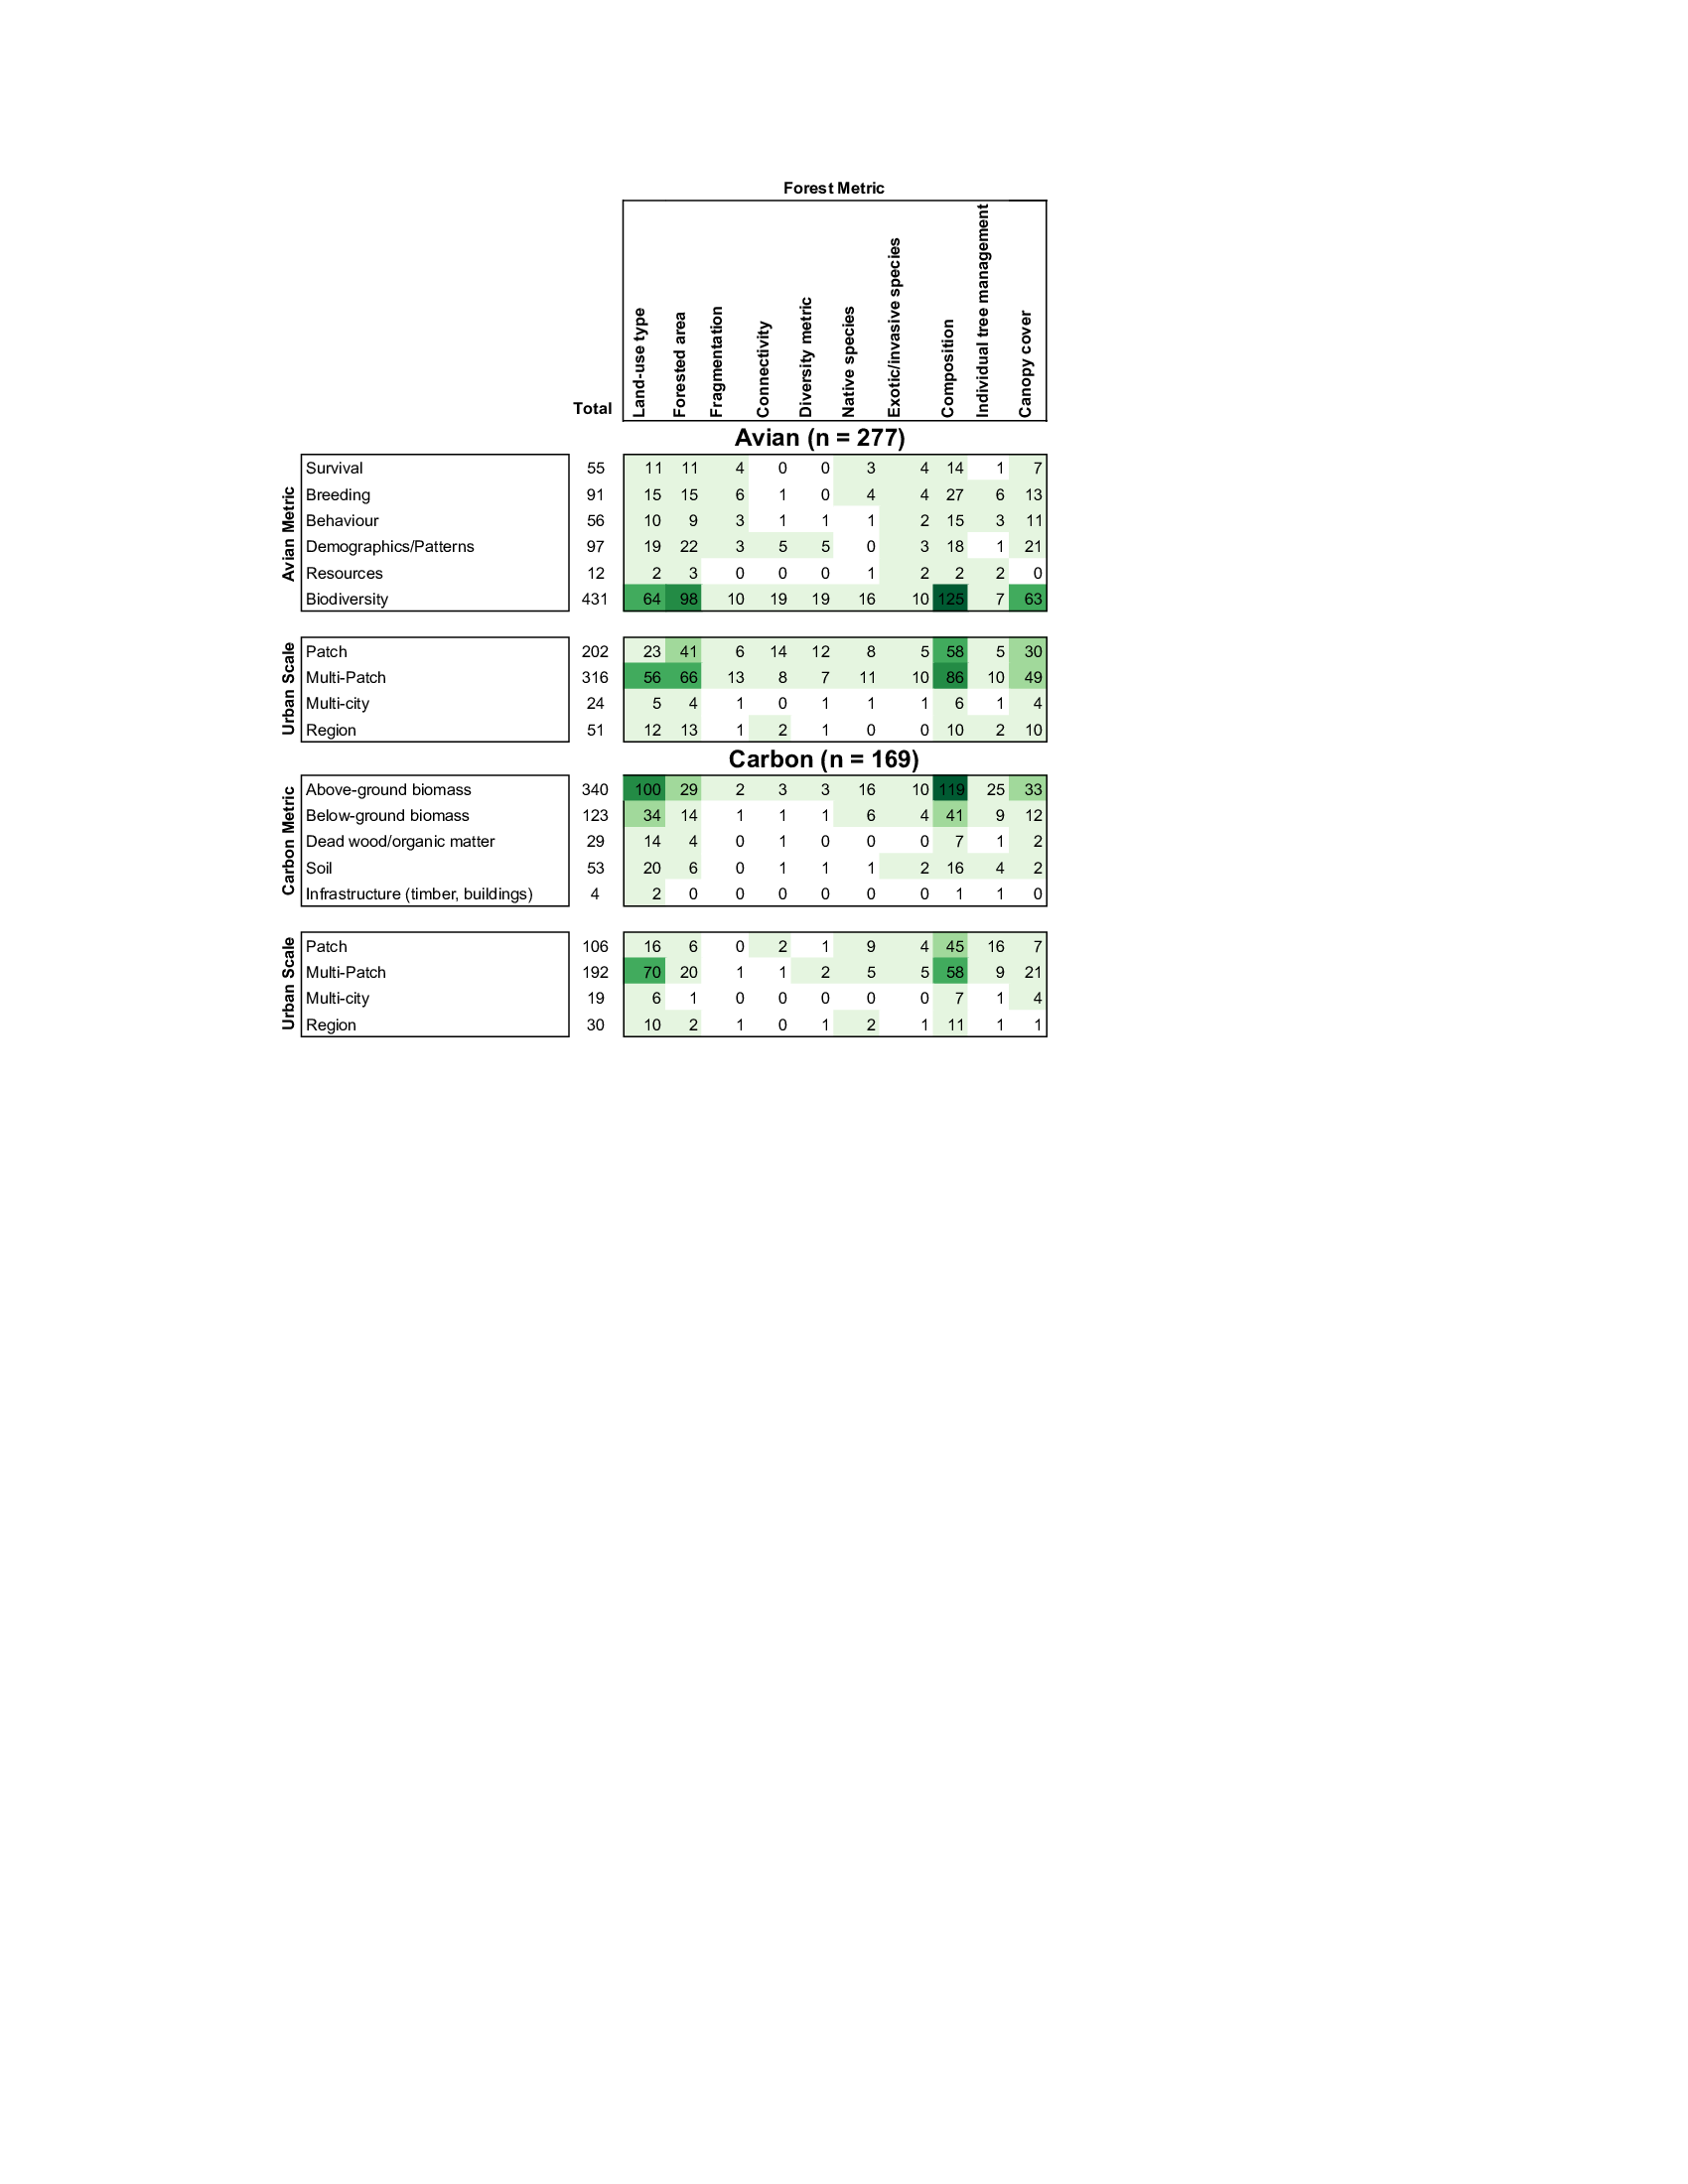 Forest Metric
Total Land-use type Forested area Fragmentation Connectivity Diversity metric Native species Exotic/invasive species Composition Individual tree management Canopy cover
Avian (n = 277)
Avian Metric
Survival 55 11 11 4 0 0 3 4 14 1 7
Breeding 91 15 15 6 1 0 4 4 27 6 13
Behaviour 56 10 9 3 1 1 1 2 15 3 11
Demographics/Patterns 97 19 22 3 5 5 0 3 18 1 21
Resources 12 2 3 0 0 0 1 2 2 2 0
Biodiversity 431 64 98 10 19 19 16 10 125 7 63
Urban Scale
Patch 202 23 41 6 14 12 8 5 58 5 30
Multi-Patch 316 56 66 13 8 7 11 10 86 10 49
Multi-city 24 5 4 1 0 1 1 1 6 1 4
Region 51 12 13 1 2 1 0 0 10 2 10
Carbon (n = 169)
Carbon Metric
Above-ground biomass 340 100 29 2 3 3 16 10 119 25 33
Below-ground biomass 123 34 14 1 1 1 6 4 41 9 12
Dead wood/organic matter 29 14 4 0 1 0 0 0 7 1 2
Soil 53 20 6 0 1 1 1 2 16 4 2
Infrastructure (timber, buildings) 4 2 0 0 0 0 0 0 1 1 0
Urban Scale
Patch 106 16 6 0 2 1 9 4 45 16 7
Multi-Patch 192 70 20 1 1 2 5 5 58 9 21
Multi-city 19 6 1 0 0 0 0 0 7 1 4
Region 30 10 2 1 0 1 2 1 11 1 1